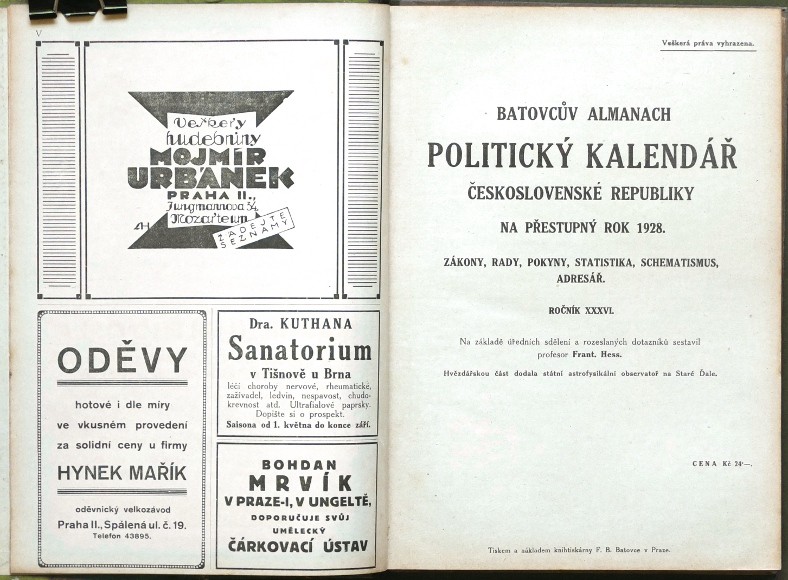 V
Veškery
hudebniny
MOJMÍR
URBÁNEK
PRAHA II.,
Jungmannova 34,
Mozarteum
ŽÁDEJTE
SEZNAMY
ODĚVY
hotové i dle míry
ve vkusném provedení
za solidní ceny u firmy
HYNEK MAŘÍK
oděvnický velkozávod
Praha II., Spálená ul. č. 19.
Telefon 43895.
Dra. KUTHANA
Sanatorium
v Tišnově u Brna
léčí choroby nervové, rheumatické,
zaživadel, ledvin, nespavost, chudo-
krevnost atd. Ultrafialové paprsky.
Dopište si o prospekt.
Saisona od 1. května do konce září.
BOHDAN
MRVÍK
V PRAZE-I, V UNGELTĚ,
DOPORUČUJE SVŮJ
UMĚLECKÝ
ČÁRKOVACÍ ÚSTAV
Veškerá práva vyhrazena.
BATOVCŮV ALMANACH
POLITICKÝ KALENDÁŘ
ČESKOSLOVENSKÉ REPUBLIKY
NA PŘESTUPNÝ ROK 1928.
ZÁKONY, RADY, POKYNY, STATISTIKA, SCHEMATISMUS,
ADRESÁŘ.
ROČNÍK XXXVI.
Na základě úředních sdělení a rozeslaných dotazníků sestavil
profesor Frant. Hess.
Hvězdářskou část dodala státní astrofysikální observatoř na Staré Ďale.
CENA Kč 24·—.
Tiskem a nákladem knihtiskárny F. B. Batovce v Praze.